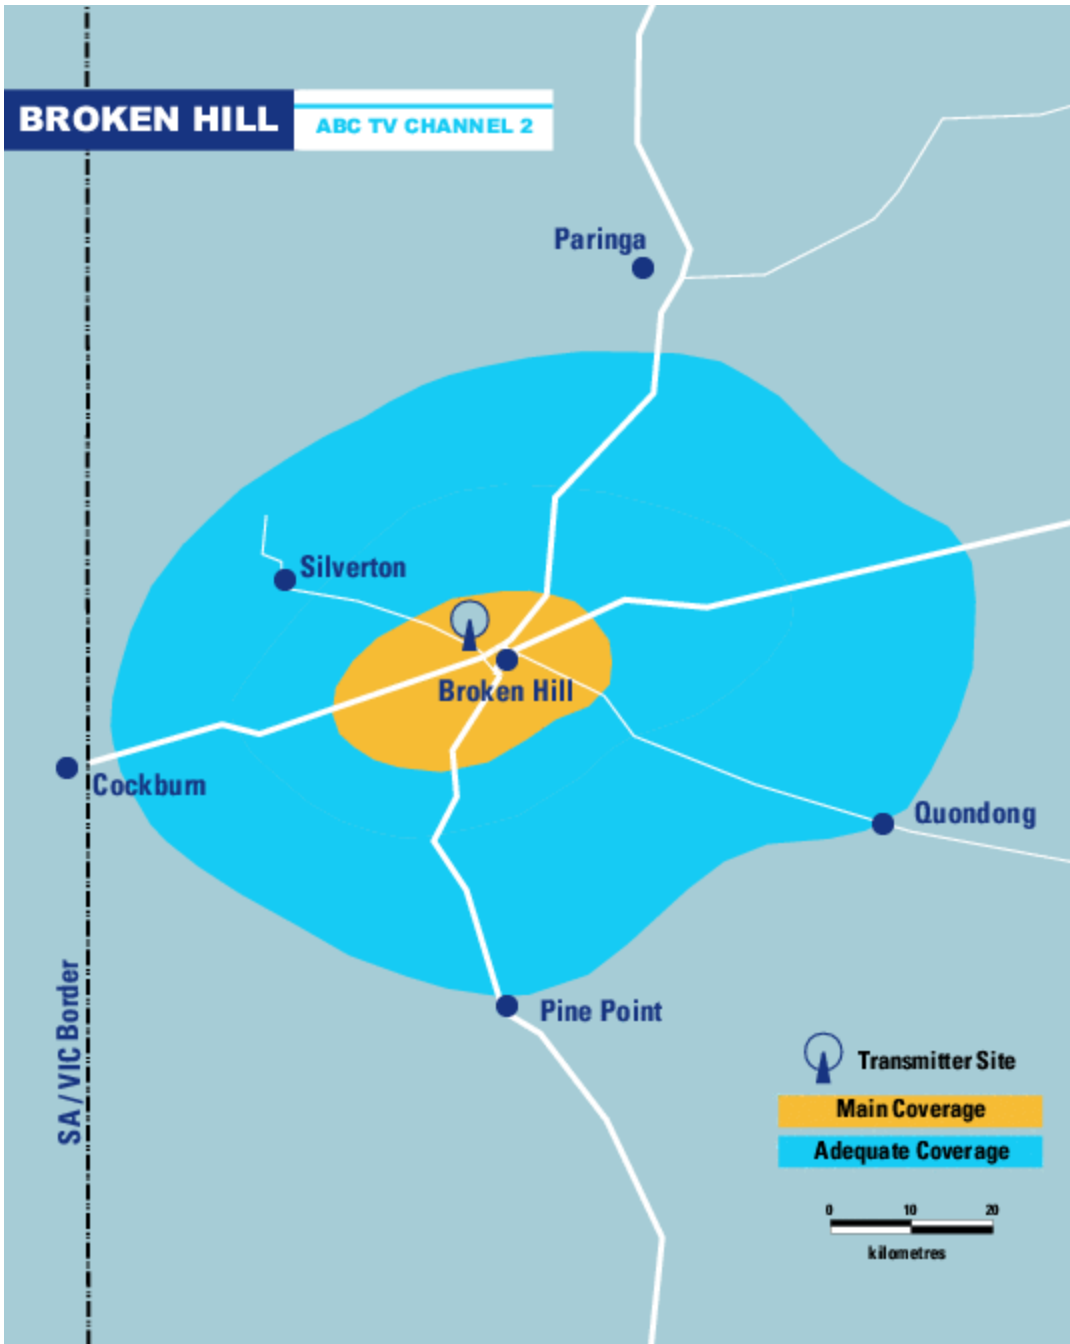 BROKEN HILL
ABC TV CHANNEL 2
Paringa
Silverton
Broken Hill
Cockburn
Quondong
SA / VIC Border
Pine Point
Transmitter Site
Main Coverage
Adequate Coverage
0 10 20
kilometres